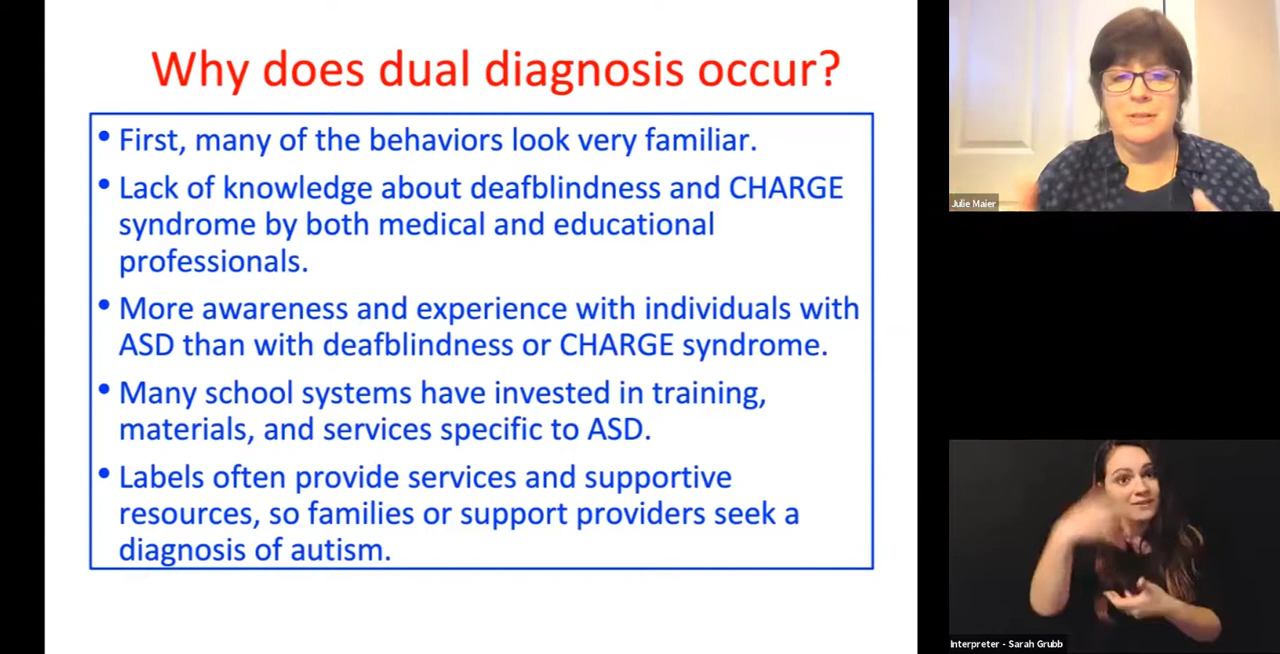 Why does dual diagnosis occur?
• First, many of the behaviors look very familiar.
• Lack of knowledge about deafblindness and CHARGE
syndrome by both medical and educational
professionals.
• More awareness and experience with individuals with
ASD than with deafblindness or CHARGE syndrome.
• Many school systems have invested in training,
materials, and services specific to ASD.
• Labels often provide services and supportive
resources, so families or support providers seek a
diagnosis of autism.
Julie Maier
Interpreter - Sarah Grubb